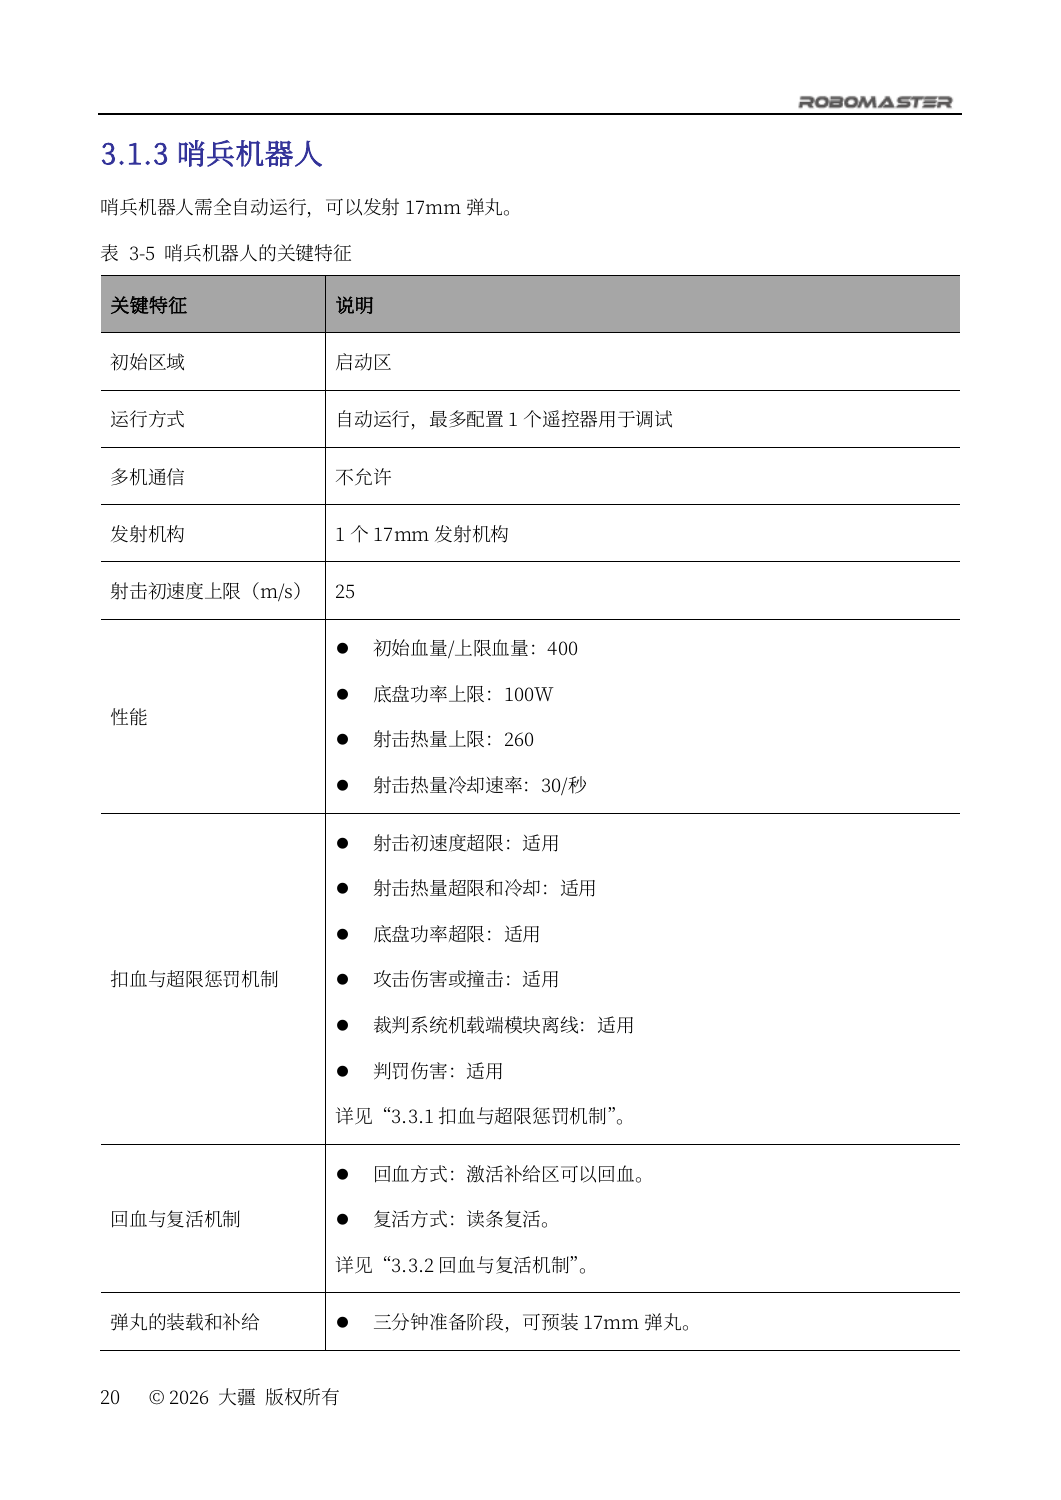 ROBOMASTER
3.1.3 哨兵机器人
哨兵机器人需全自动运行，可以发射 17mm 弹丸。
表 3-5 哨兵机器人的关键特征
关键特征 说明
初始区域 启动区
运行方式 自动运行，最多配置 1 个遥控器用于调试
多机通信 不允许
发射机构 1 个 17mm 发射机构
射击初速度上限（m/s） 25
性能
● 初始血量/上限血量：400
● 底盘功率上限：100W
● 射击热量上限：260
● 射击热量冷却速率：30/秒
扣血与超限惩罚机制
● 射击初速度超限：适用
● 射击热量超限和冷却：适用
● 底盘功率超限：适用
● 攻击伤害或撞击：适用
● 裁判系统机载端模块离线：适用
● 判罚伤害：适用
详见“3.3.1 扣血与超限惩罚机制”。
回血与复活机制
● 回血方式：激活补给区可以回血。
● 复活方式：读条复活。
详见“3.3.2 回血与复活机制”。
弹丸的装载和补给 ● 三分钟准备阶段，可预装 17mm 弹丸。
20 © 2026 大疆 版权所有